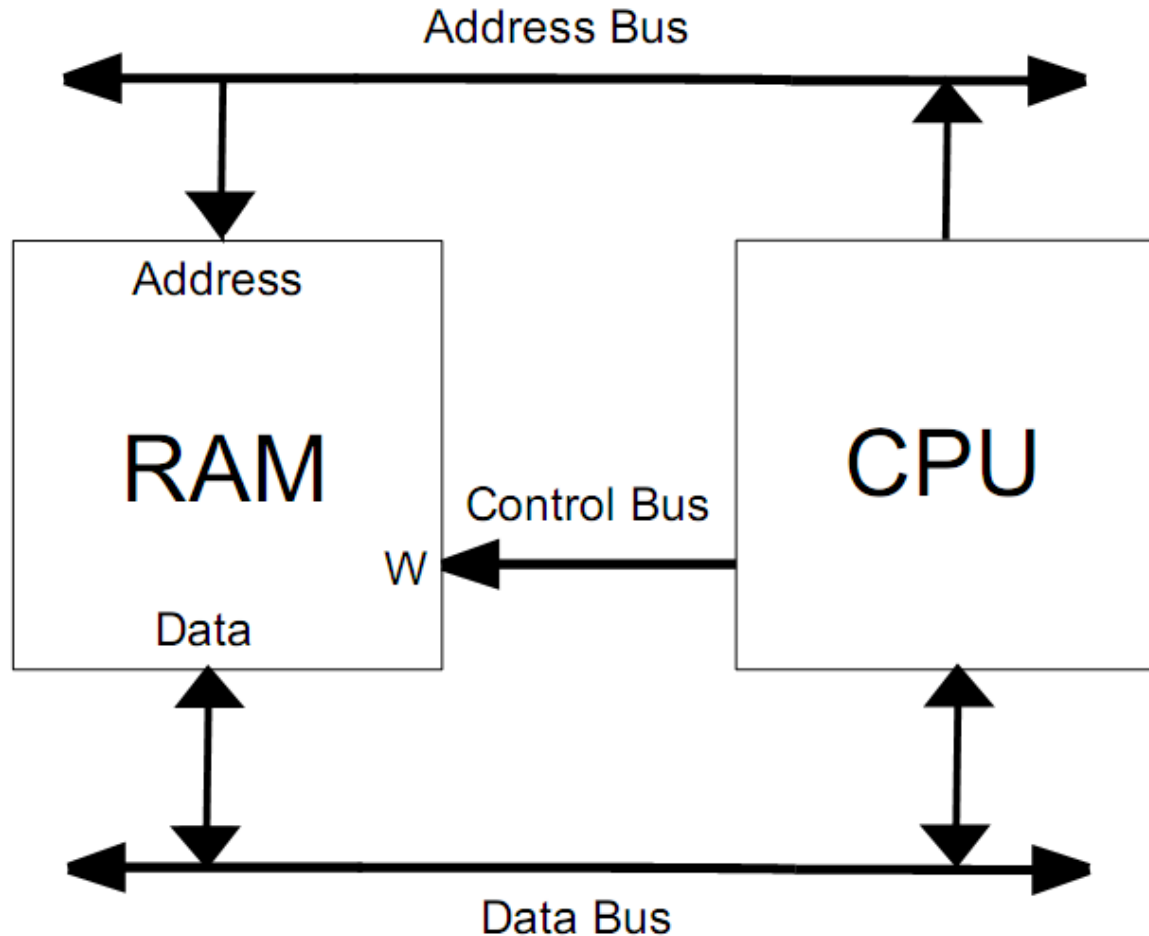 Address Bus
Address
RAM
CPU
Control Bus
W
Data
Data Bus